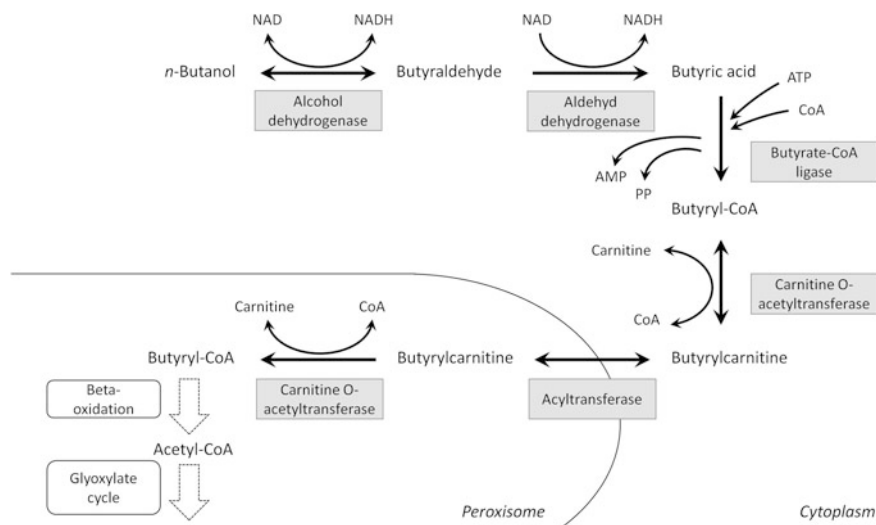 NAD NADH NAD NADH
n-Butanol Butyraldehyde Butyric acid
ATP
Alcohol
dehydrogenase
Aldehyd
dehydrogenase
CoA
Butyrate-CoA
ligase
AMP
PP
Butyryl-CoA
Carnitine
Carnitine O-
acetyltransferase
CoA
Carnitine CoA
Butyryl-CoA Butyrylcarnitine Butyrylcarnitine
Beta-
oxidation
Carnitine O-
acetyltransferase
Acyltransferase
Acetyl-CoA
Glyoxylate
cycle
Peroxisome Cytoplasm